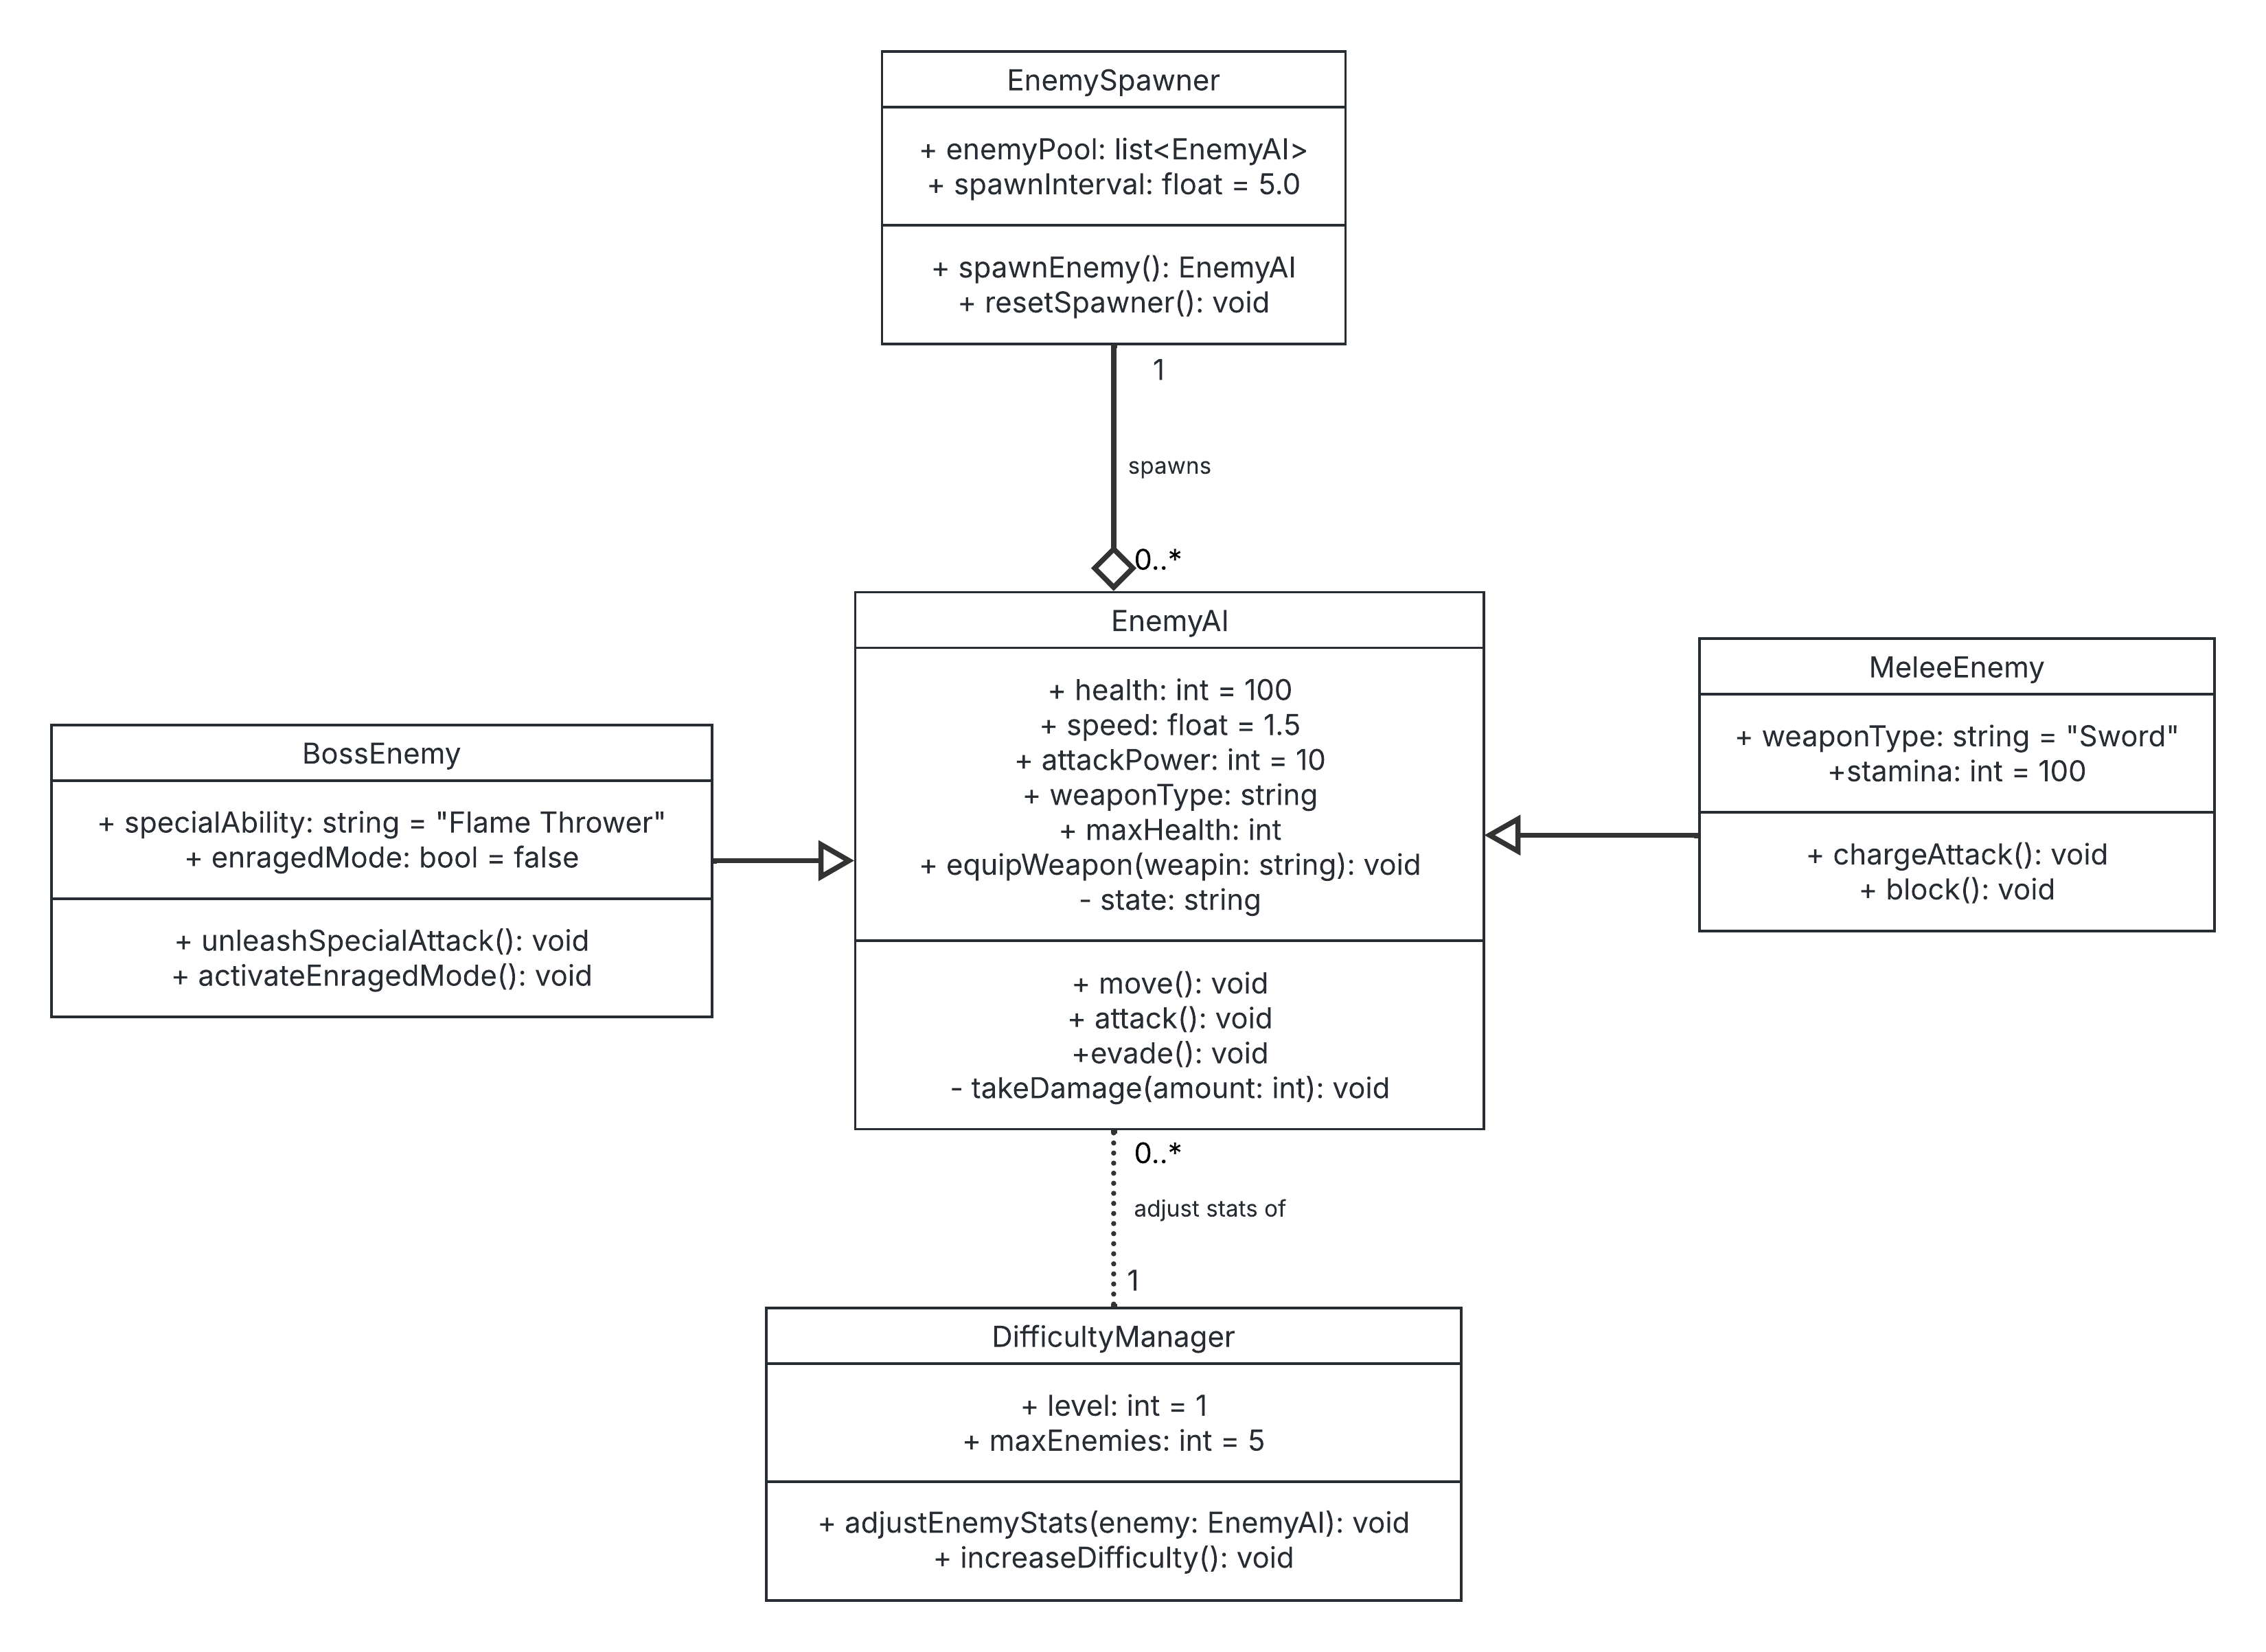 EnemySpawner
+ enemyPool: list<EnemyAI>
+ spawnInterval: float = 5.0
+ spawnEnemy(): EnemyAI
+ resetSpawner(): void
1
spawns
0..*
EnemyAI
+ health: int = 100
+ speed: float = 1.5
+ attackPower: int = 10
+ weaponType: string
+ maxHealth: int
+ equipWeapon(weapin: string): void
- state: string
+ move(): void
+ attack(): void
+evade(): void
- takeDamage(amount: int): void
MeleeEnemy
+ weaponType: string = "Sword"
+stamina: int = 100
+ chargeAttack(): void
+ block(): void
BossEnemy
+ specialAbility: string = "Flame Thrower"
+ enragedMode: bool = false
+ unleashSpecialAttack(): void
+ activateEnragedMode(): void
0..*
adjust stats of
1
DifficultyManager
+ level: int = 1
+ maxEnemies: int = 5
+ adjustEnemyStats(enemy: EnemyAI): void
+ increaseDifficulty(): void